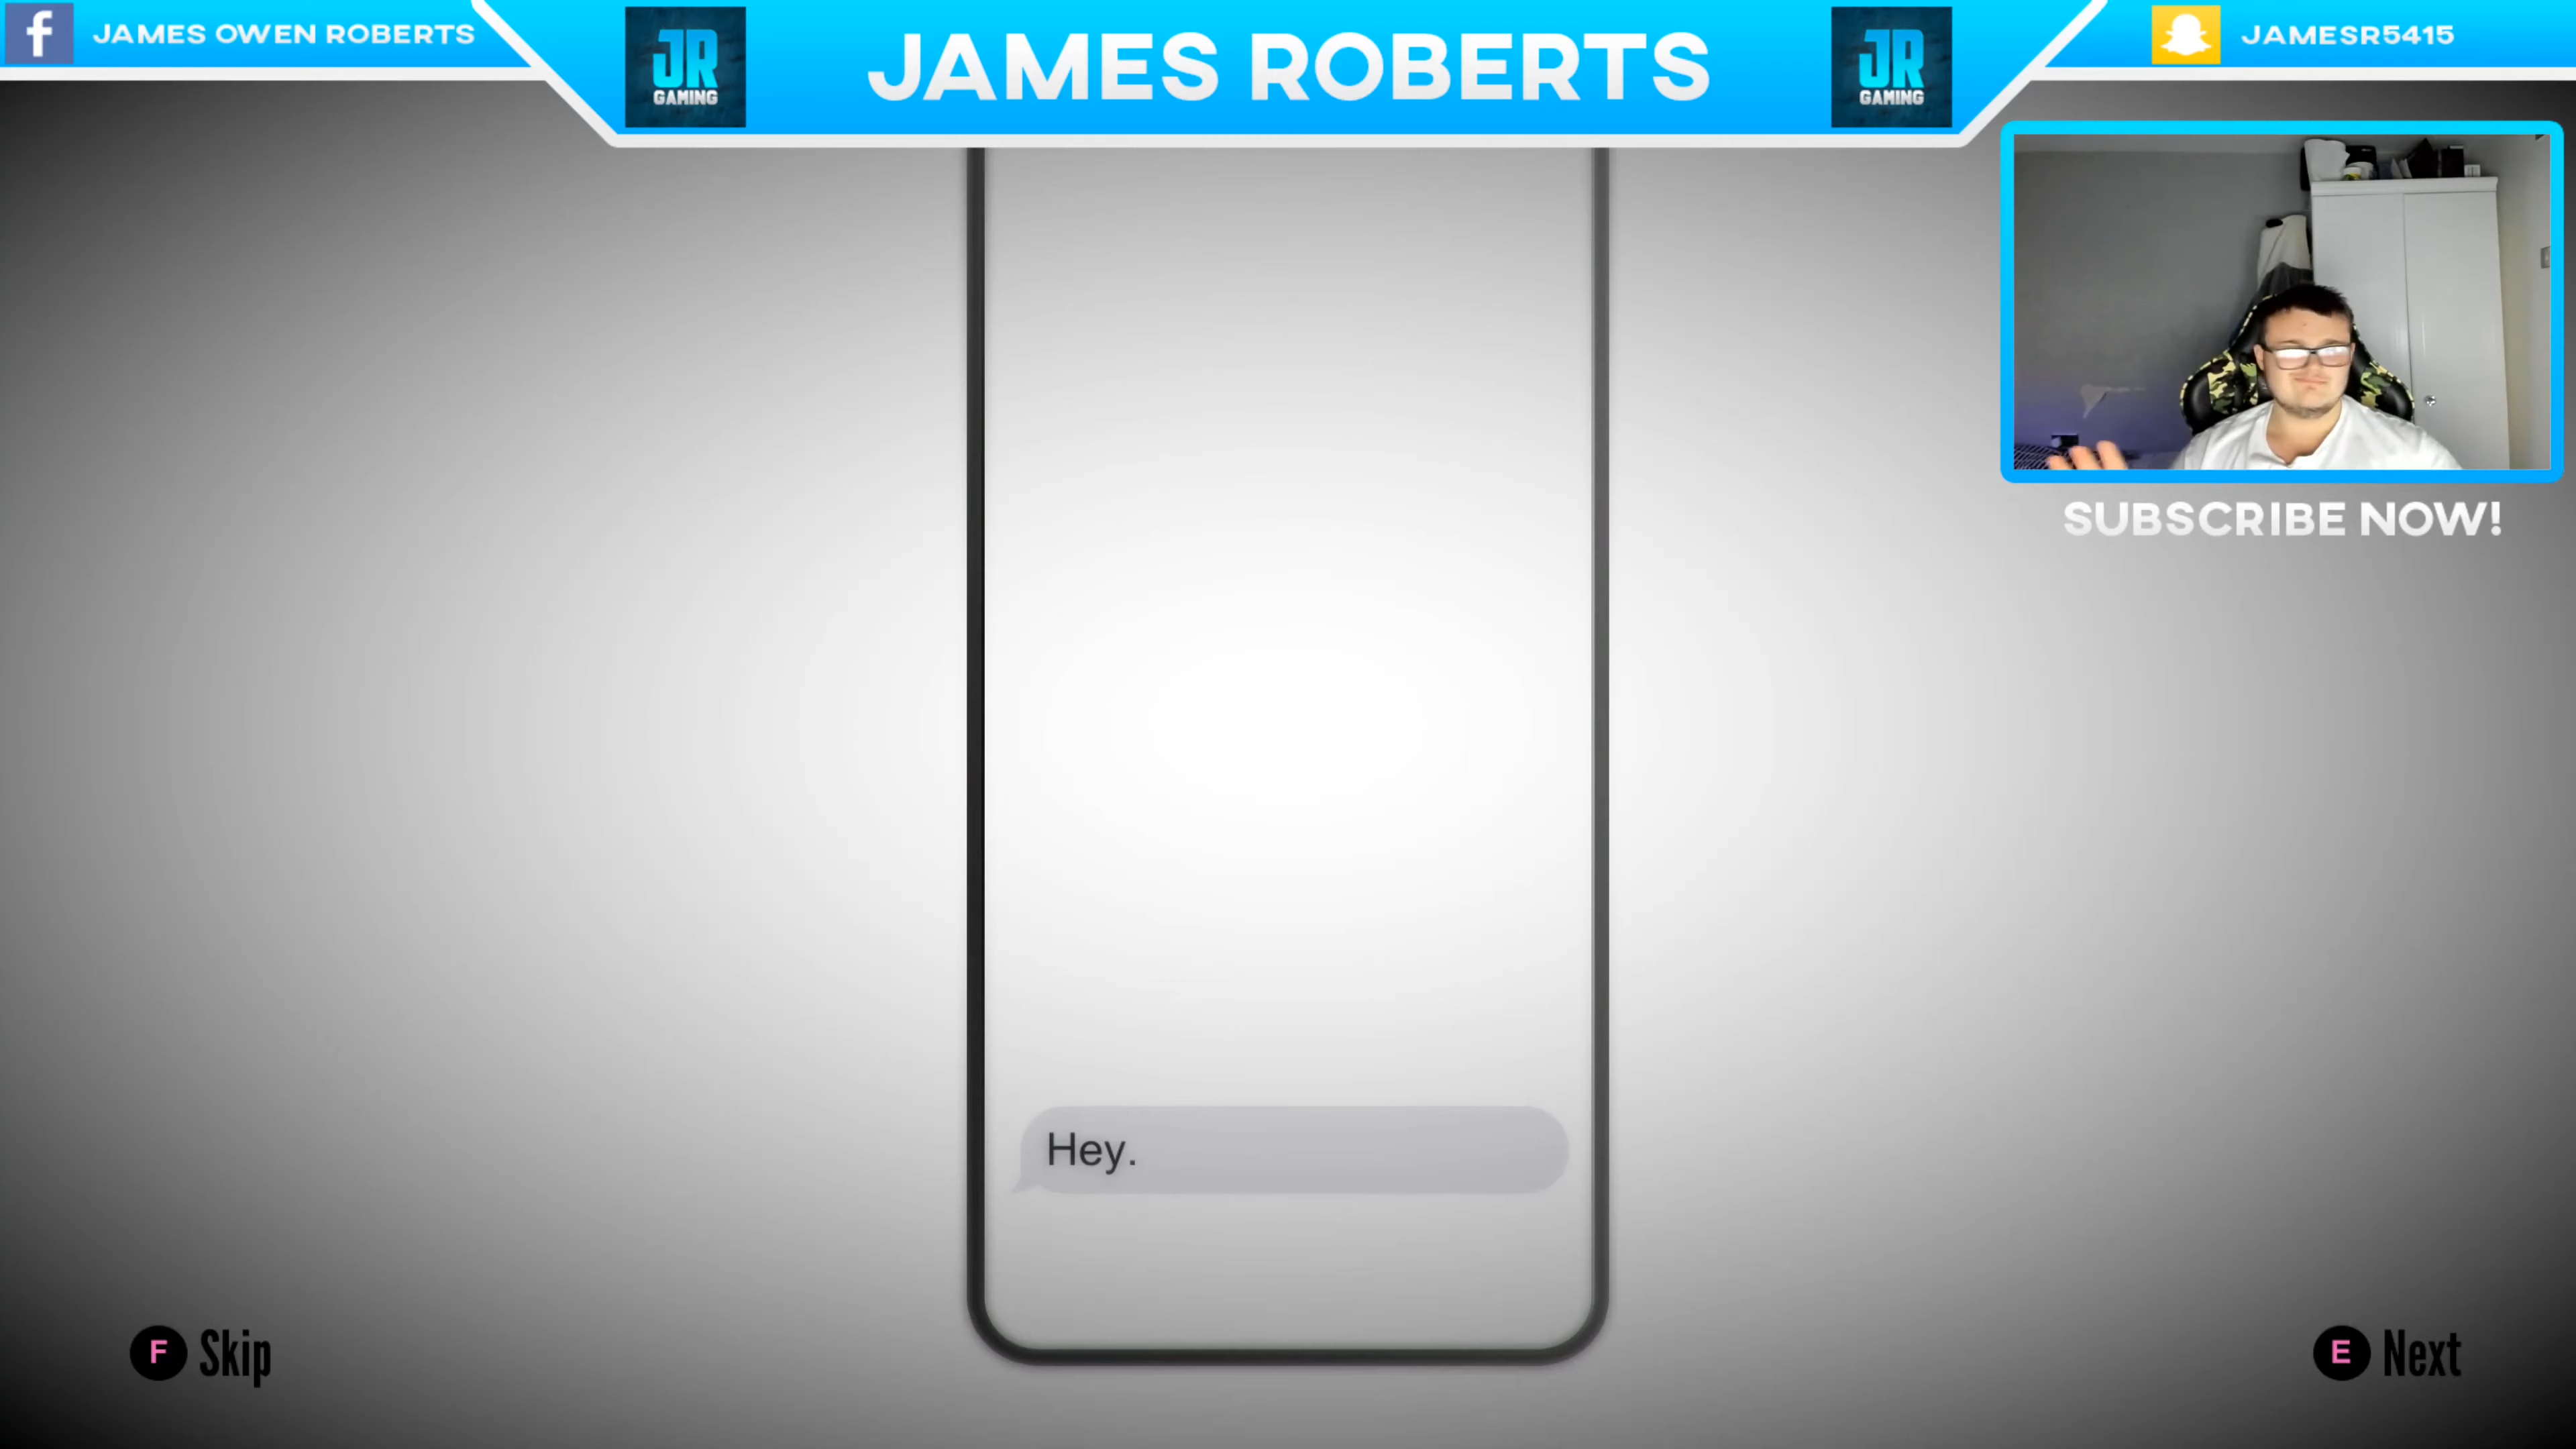 JAMES OWEN ROBERTS
JR
GAMING
JAMES ROBERTS
JR
GAMING
JAMESR5415
SUBSCRIBE NOW!
Hey.
F Skip
E Next